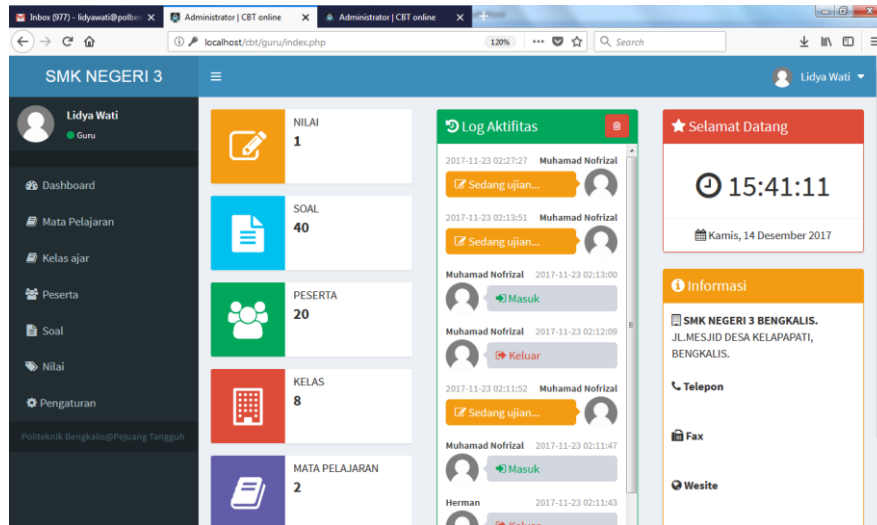 Inbox (977) - lidyawati@polben
Administrator | CBT online
Administrator | CBT online
localhost/cbt/guru/index.php
120%
Search
SMK NEGERI 3
Lidya Wati
Lidya Wati
Guru
Dashboard
Mata Pelajaran
Kelas ajar
Peserta
Soal
Nilai
Pengaturan
Politeknik Bengkalis@Pejuang Tangguh
NILAI
1
SOAL
40
PESERTA
20
KELAS
8
MATA PELAJARAN
2
Log Aktifitas
2017-11-23 02:27:27 Muhamad Nofrizal
Sedang ujian...
2017-11-23 02:13:51 Muhamad Nofrizal
Sedang ujian...
Muhamad Nofrizal 2017-11-23 02:13:00
Masuk
Muhamad Nofrizal 2017-11-23 02:12:09
Keluar
2017-11-23 02:11:52 Muhamad Nofrizal
Sedang ujian...
Muhamad Nofrizal 2017-11-23 02:11:47
Masuk
Herman 2017-11-23 02:11:43
Keluar
Selamat Datang
15:41:11
Kamis, 14 Desember 2017
Informasi
SMK NEGERI 3 BENGKALIS.
JL.MESJID DESA KELAPAPATI,
BENGKALIS.
Telepon
Fax
Wesite